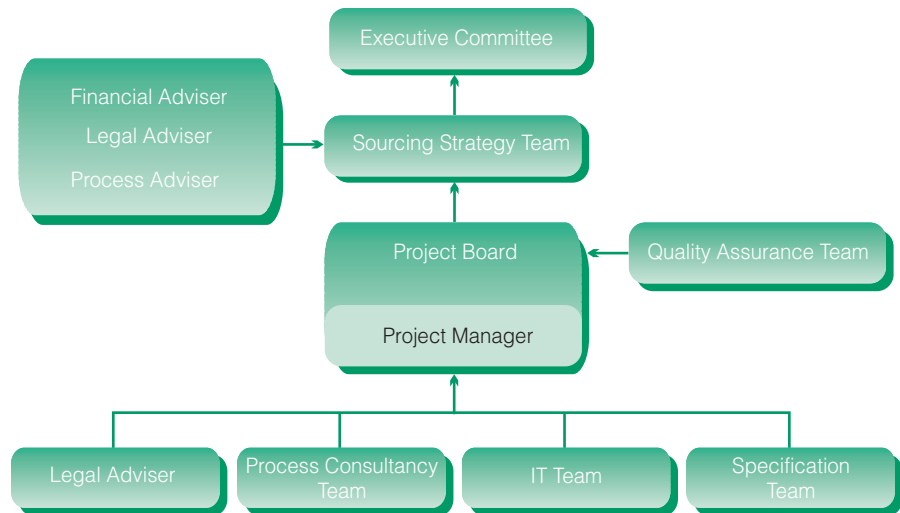 Executive Committee
Financial Adviser
Legal Adviser
Process Adviser
Sourcing Strategy Team
Project Board
Quality Assurance Team
Project Manager
Legal Adviser
Process Consultancy
Team
IT Team
Specification
Team